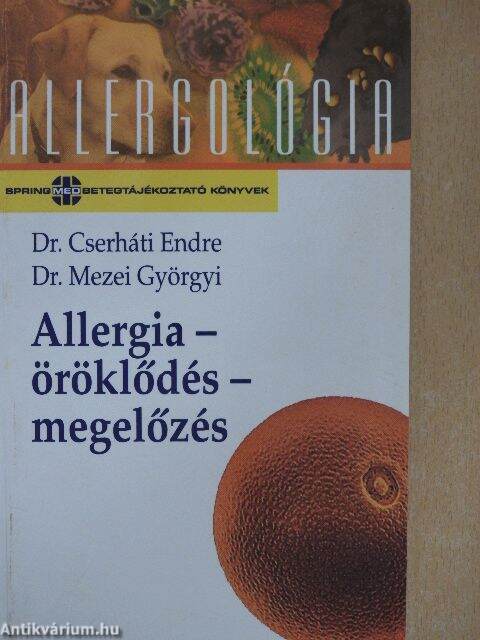 ALLERGOLÓGIA
SPRINGMED BETEGTÁJÉKOZTATÓ KÖNYVEK
Dr. Cserháti Endre
Dr. Mezei Györgyi
Allergia –
öröklődés –
megelőzés
Antikvárium.hu